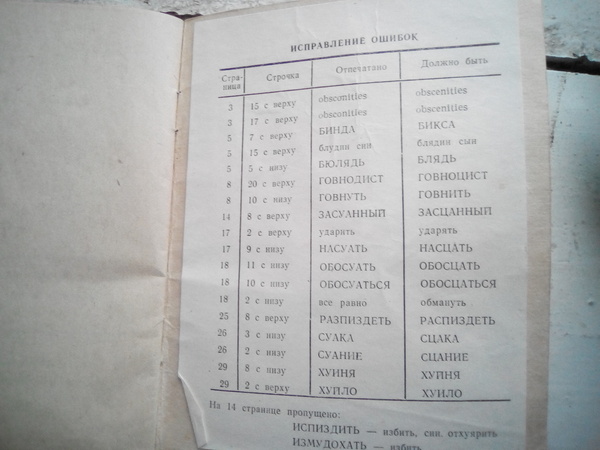 ИСПРАВЛЕНИЕ ОШИБОК
Стра- ница Строчка Отпечатано Должно быть
3 15 с верху obsconities obscenities
3 17 с верху obsconities obscenities
5 7 с верху БИНДА БИКСА
5 15 с верху блудин син блядин сын
5 5 с низу БЮЛЯДЬ БЛЯДЬ
8 20 с верху ГОВНОДИСТ ГОВНОЦИСТ
8 10 с низу ГОВНУТЬ ГОВНИТЬ
14 8 с верху ЗАСУАННЫЙ ЗАСЦАННЫЙ
17 2 с верху ударить ударять
17 9 с низу НАСУАТЬ НАСЦАТЬ
18 11 с низу ОБОСУАТЬ ОБОСЦАТЬ
18 10 с низу ОБОСУАТЬСЯ ОБОСЦАТЬСЯ
18 2 с низу все равно обмануть
25 8 с верху РАЗПИЗДЕТЬ РАСПИЗДЕТЬ
26 3 с низу СУАКА СЦАКА
26 2 с низу СУАНИЕ СЦАНИЕ
29 8 с низу ХУИНЯ ХУЙНЯ
29 2 с верху ХУЙЛО ХУИЛО
На 14 странице пропущено:
ИСПИЗДИТЬ — избить, син. отхуярить
ИЗМУДОХАТЬ — избить